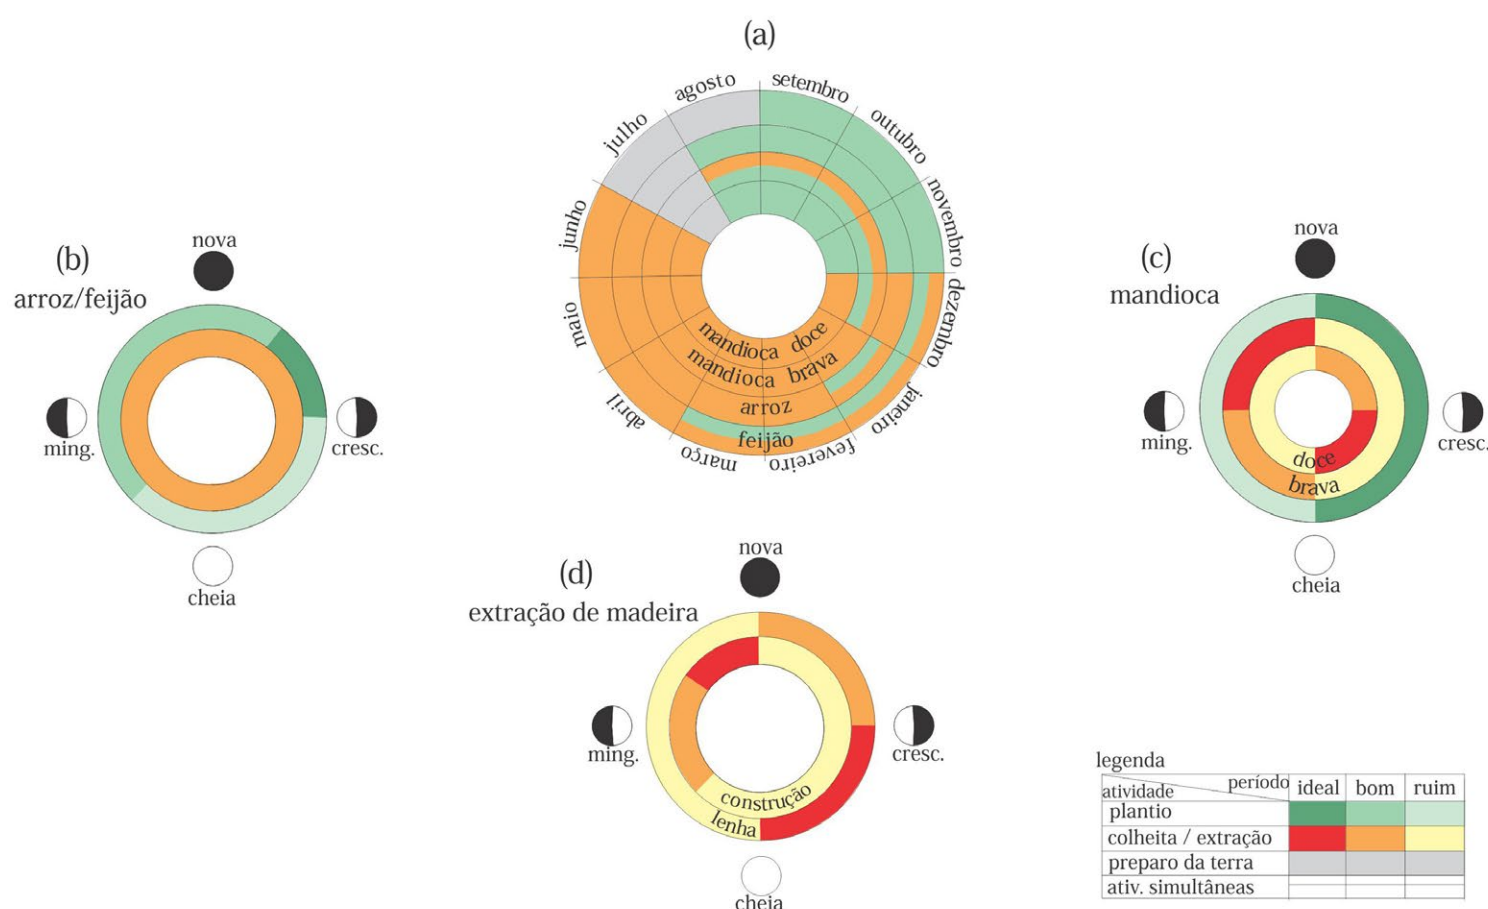 (a)
setembro
outubro
novembro
dezembro
janeiro
fevereiro
março
abril
maio
junho
julho
agosto
mandioca doce
mandioca brava
arroz
feijão
(b)
arroz/feijão
nova
cresc.
cheia
ming.
(c)
mandioca
nova
cresc.
cheia
ming.
doce
brava
(d)
extração de madeira
nova
cresc.
cheia
ming.
construção
lenha
legenda
atividade período ideal bom ruim
plantio
colheita / extração
preparo da terra
ativ. simultâneas